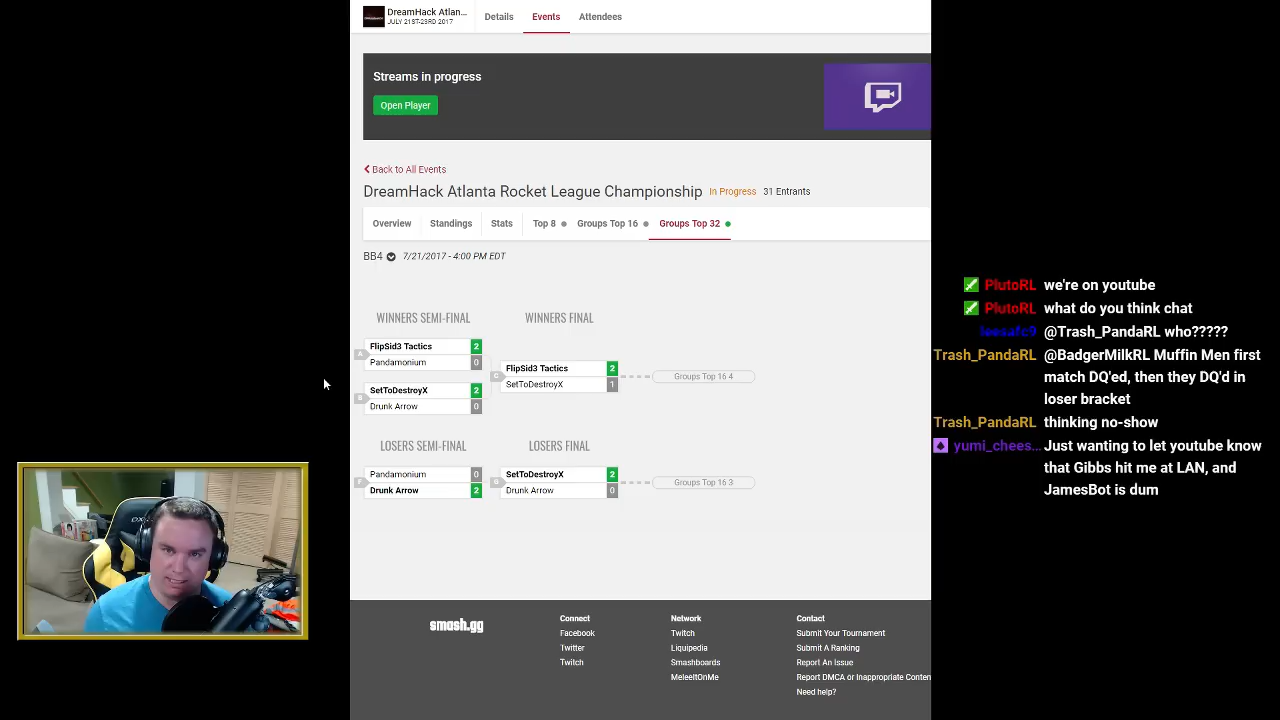 DreamHack Atlan...
JULY 21ST-23RD 2017
Details
Events
Attendees
Streams in progress
Open Player
Back to All Events
DreamHack Atlanta Rocket League Championship In Progress 31 Entrants
Overview
Standings
Stats
Top 8
Groups Top 16
Groups Top 32
BB4 7/21/2017 - 4:00 PM EDT
WINNERS SEMI-FINAL
WINNERS FINAL
A
FlipSid3 Tactics 2
Pandamonium 0
B
SetToDestroyX 2
Drunk Arrow 0
C
FlipSid3 Tactics 2
SetToDestroyX 1
Groups Top 16 4
LOSERS SEMI-FINAL
LOSERS FINAL
F
Pandamonium 0
Drunk Arrow 2
G
SetToDestroyX 2
Drunk Arrow 0
Groups Top 16 3
smash.gg
Connect
Facebook
Twitter
Twitch
Network
Twitch
Liquipedia
Smashboards
MeleeItOnMe
Contact
Submit Your Tournament
Submit A Ranking
Report An Issue
Report DMCA or Inappropriate Conten
Need help?
PlutoRL we're on youtube
PlutoRL what do you think chat
@Trash_PandaRL who?????
Trash_PandaRL @BadgerMilkRL Muffin Men first
match DQ'ed, then they DQ'd in
loser bracket
Trash_PandaRL thinking no-show
yumi_chees... Just wanting to let youtube know
that Gibbs hit me at LAN, and
JamesBot is dum